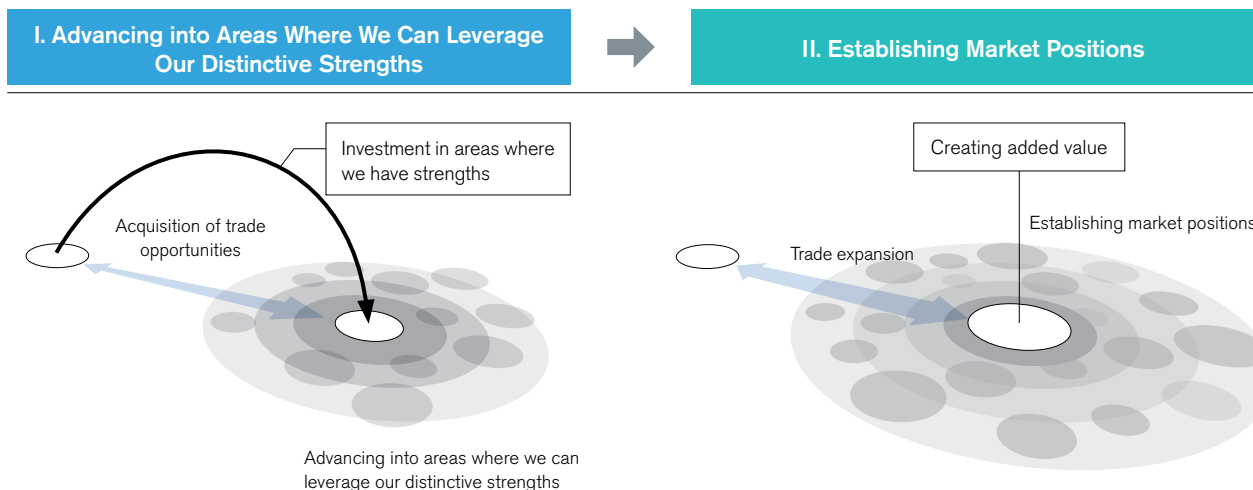 I. Advancing into Areas Where We Can Leverage
Our Distinctive Strengths
II. Establishing Market Positions
Investment in areas where
we have strengths
Acquisition of trade
opportunities
Advancing into areas where we can
leverage our distinctive strengths
Creating added value
Establishing market positions
Trade expansion